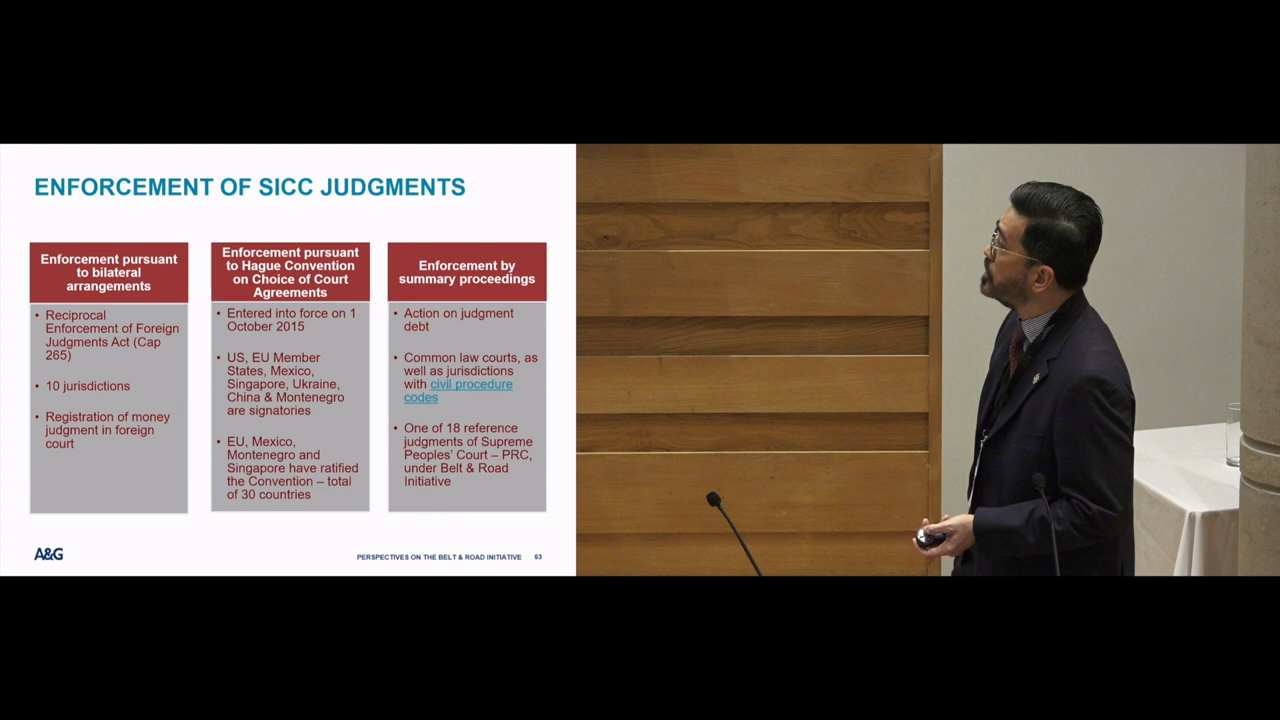 ENFORCEMENT OF SICC JUDGMENTS
Enforcement pursuant
to bilateral
arrangements
• Reciprocal
Enforcement of Foreign
Judgments Act (Cap
265)
• 10 jurisdictions
• Registration of money
judgment in foreign
court
Enforcement pursuant
to Hague Convention
on Choice of Court
Agreements
• Entered into force on 1
October 2015
• US, EU Member
States, Mexico,
Singapore, Ukraine,
China & Montenegro
are signatories
• EU, Mexico,
Montenegro and
Singapore have ratified
the Convention – total
of 30 countries
Enforcement by
summary proceedings
• Action on judgment
debt
• Common law courts, as
well as jurisdictions
with civil procedure
codes
• One of 18 reference
judgments of Supreme
Peoples' Court – PRC,
under Belt & Road
Initiative
A&G
PERSPECTIVES ON THE BELT & ROAD INITIATIVE 53